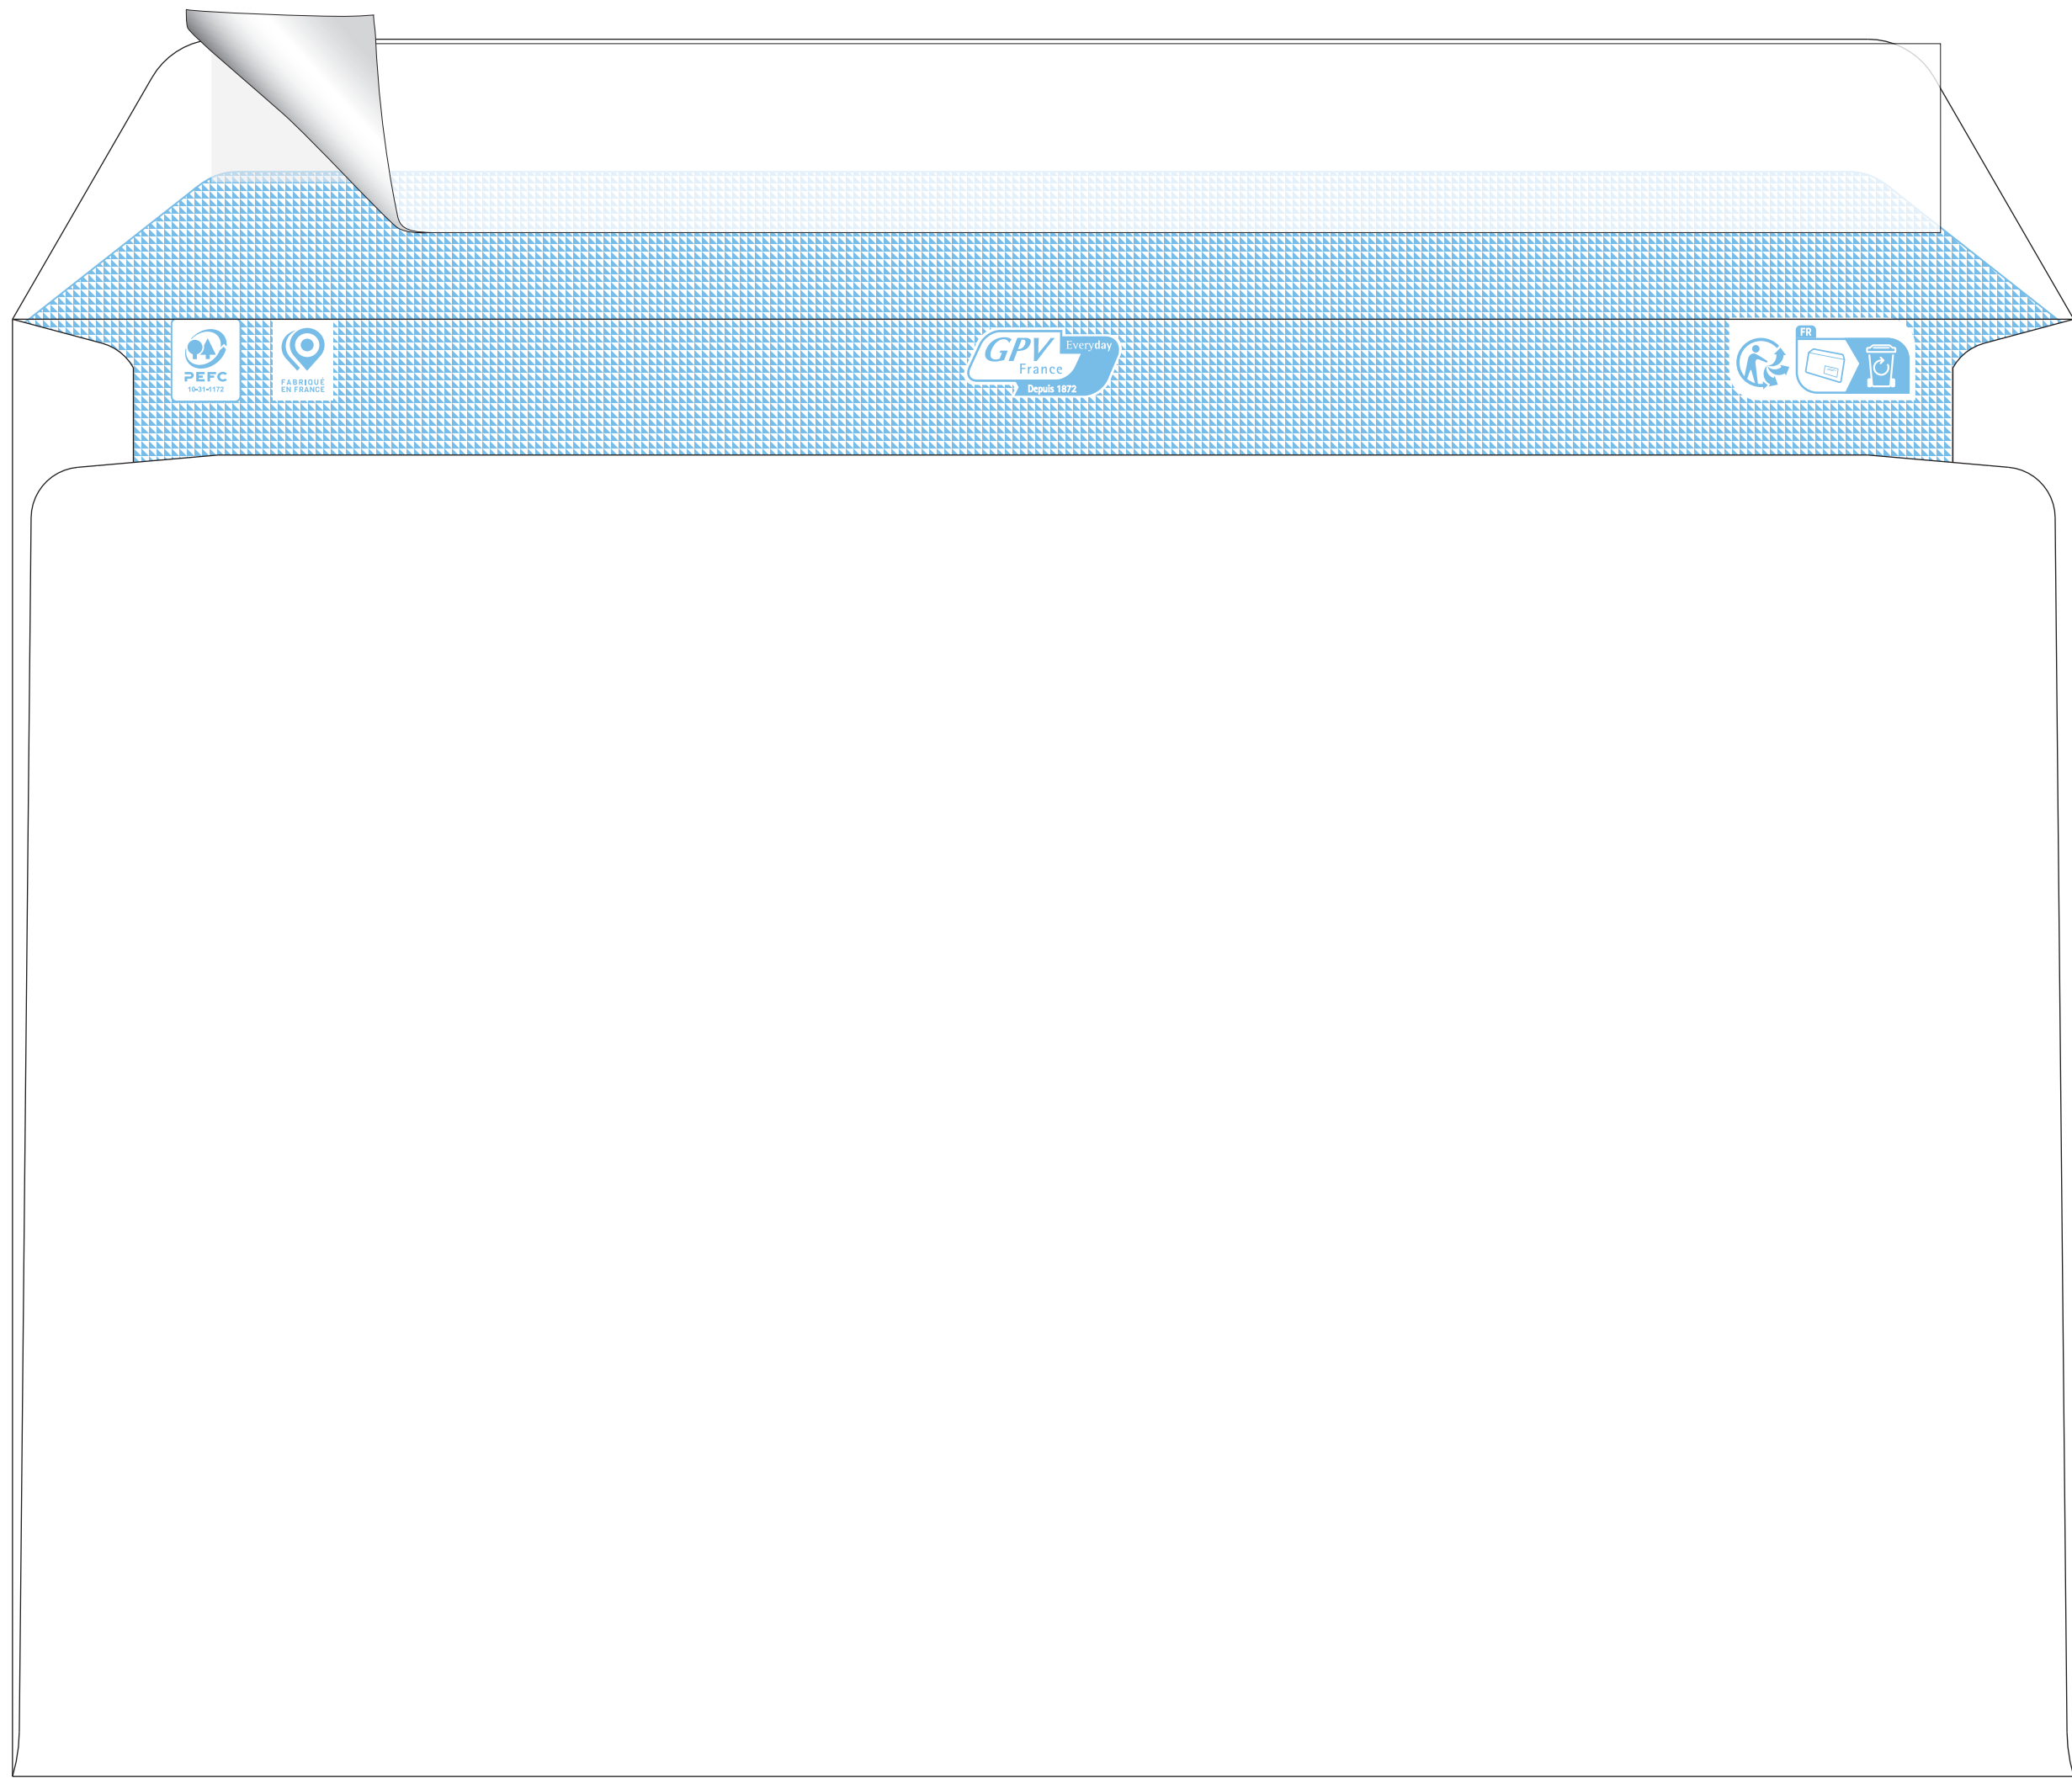 PEFC
10-31-1172
FABRIQUÉ
EN FRANCE
GPV
Everyday
France
Depuis 1872
FR